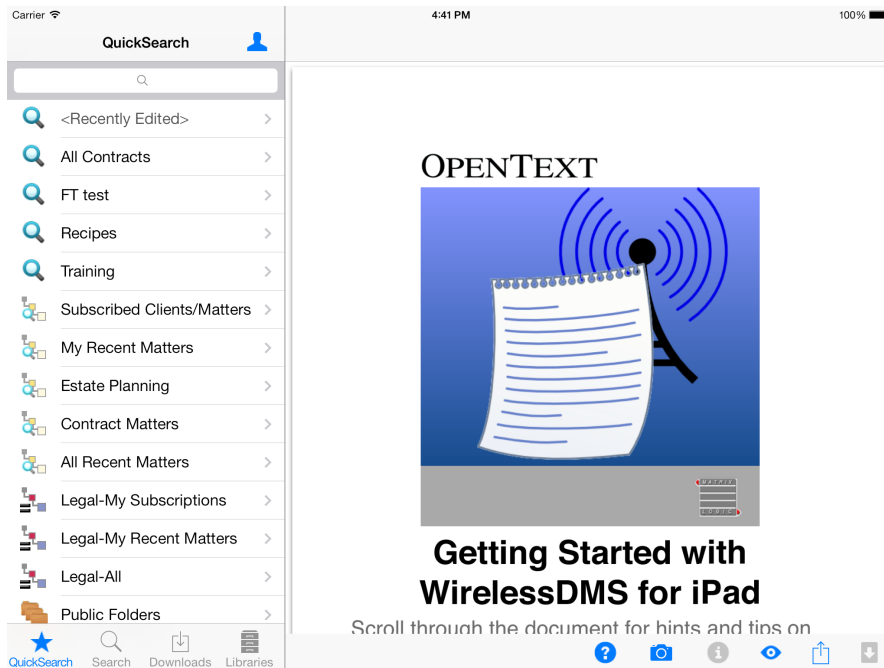 Carrier
4:41 PM
100%
QuickSearch
<Recently Edited>
All Contracts
FT test
Recipes
Training
Subscribed Clients/Matters
My Recent Matters
Estate Planning
Contract Matters
All Recent Matters
Legal-My Subscriptions
Legal-My Recent Matters
Legal-All
Public Folders
QuickSearch
Search
Downloads
Libraries
OPENTEXT
MATRIX
LOGIC
Getting Started with
WirelessDMS for iPad
Scroll through the document for hints and tips on